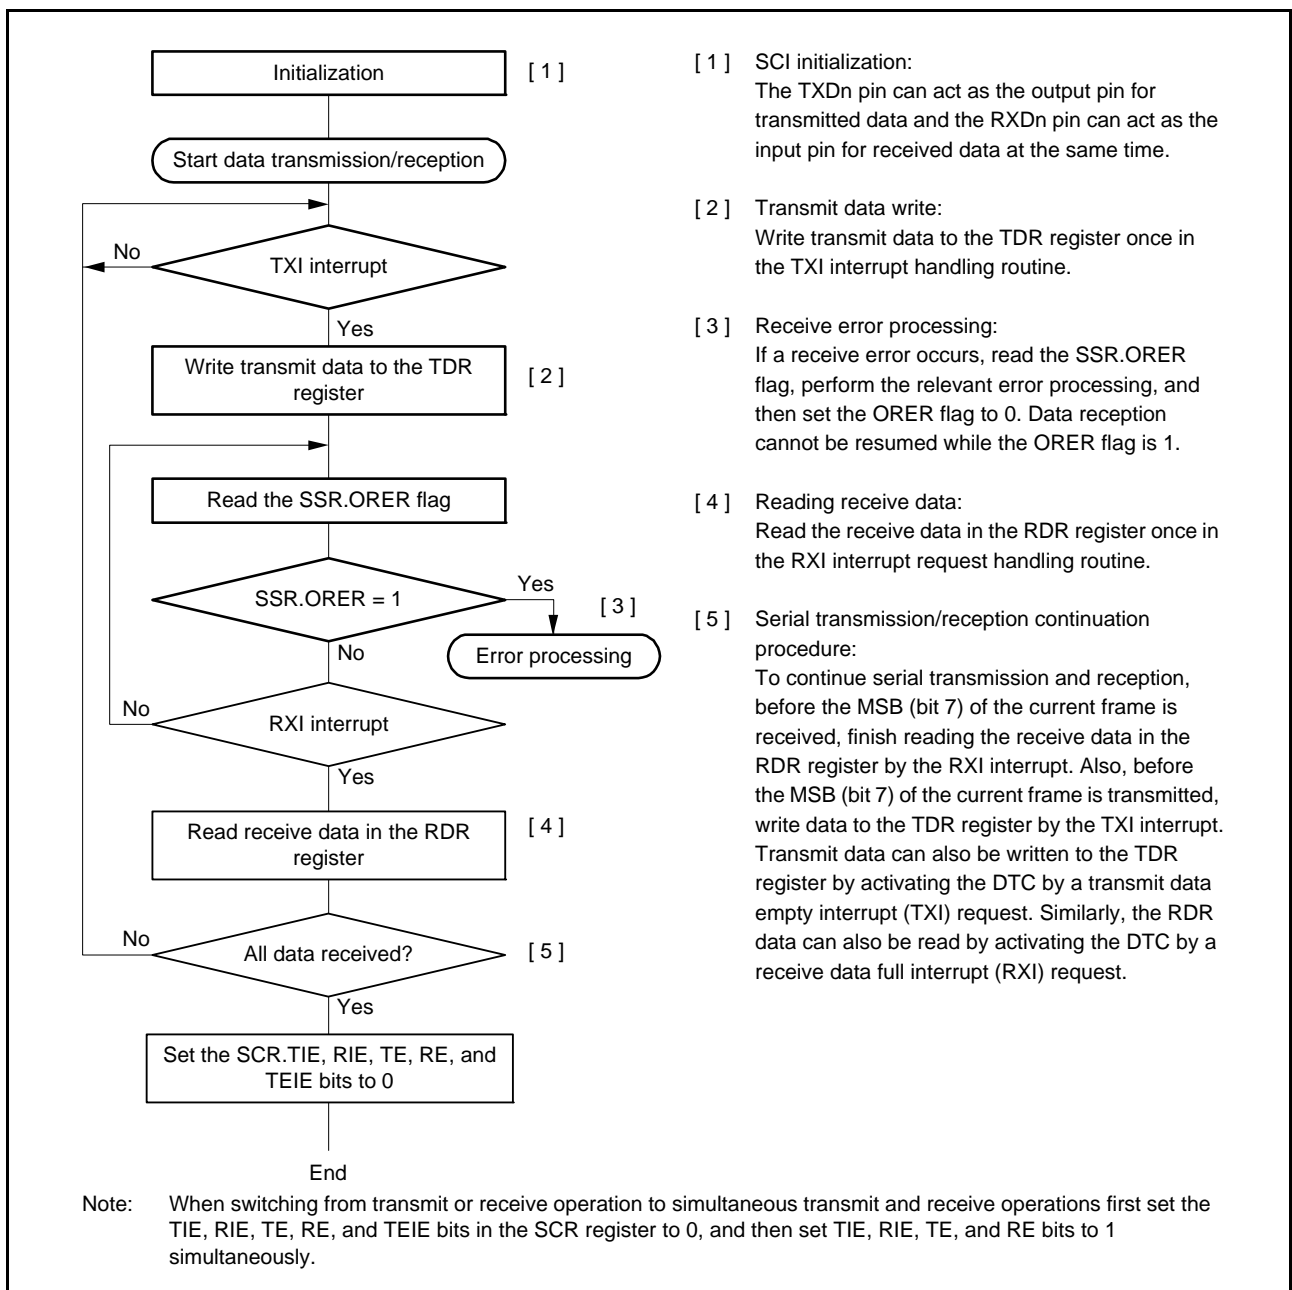 Initialization
[ 1 ]
Start data transmission/reception
No
TXI interrupt
Yes
Write transmit data to the TDR
register
[ 2 ]
Read the SSR.ORER flag
SSR.ORER = 1
Yes
[ 3 ]
Error processing
No
No
RXI interrupt
Yes
Read receive data in the RDR
register
[ 4 ]
No
All data received?
[ 5 ]
Yes
Set the SCR.TIE, RIE, TE, RE, and
TEIE bits to 0
End
[ 1 ] SCI initialization:
The TXDn pin can act as the output pin for
transmitted data and the RXDn pin can act as the
input pin for received data at the same time.
[ 2 ] Transmit data write:
Write transmit data to the TDR register once in
the TXI interrupt handling routine.
[ 3 ] Receive error processing:
If a receive error occurs, read the SSR.ORER
flag, perform the relevant error processing, and
then set the ORER flag to 0. Data reception
cannot be resumed while the ORER flag is 1.
[ 4 ] Reading receive data:
Read the receive data in the RDR register once in
the RXI interrupt request handling routine.
[ 5 ] Serial transmission/reception continuation
procedure:
To continue serial transmission and reception,
before the MSB (bit 7) of the current frame is
received, finish reading the receive data in the
RDR register by the RXI interrupt. Also, before
the MSB (bit 7) of the current frame is transmitted,
write data to the TDR register by the TXI interrupt.
Transmit data can also be written to the TDR
register by activating the DTC by a transmit data
empty interrupt (TXI) request. Similarly, the RDR
data can also be read by activating the DTC by a
receive data full interrupt (RXI) request.
Note: When switching from transmit or receive operation to simultaneous transmit and receive operations first set the
TIE, RIE, TE, RE, and TEIE bits in the SCR register to 0, and then set TIE, RIE, TE, and RE bits to 1
simultaneously.